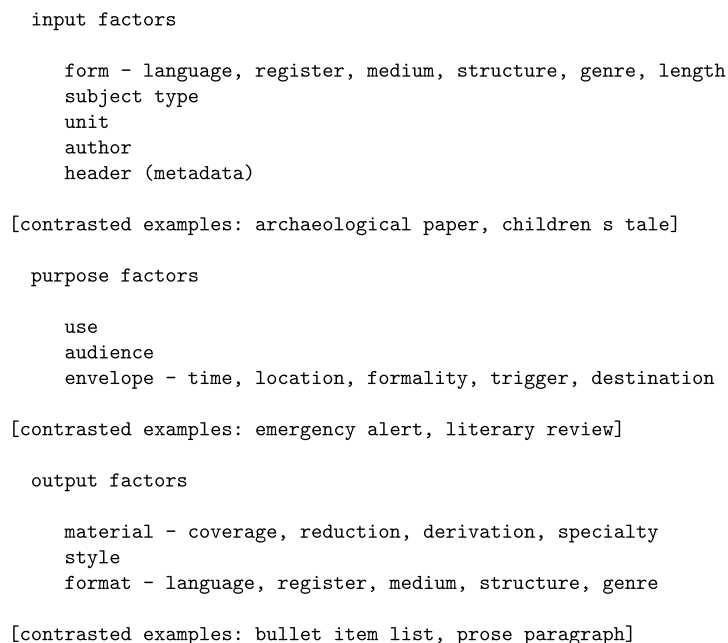 input factors
form - language, register, medium, structure, genre, length
subject type
unit
author
header (metadata)
[contrasted examples: archaeological paper, children s tale]
purpose factors
use
audience
envelope - time, location, formality, trigger, destination
[contrasted examples: emergency alert, literary review]
output factors
material - coverage, reduction, derivation, specialty
style
format - language, register, medium, structure, genre
[contrasted examples: bullet item list, prose paragraph]